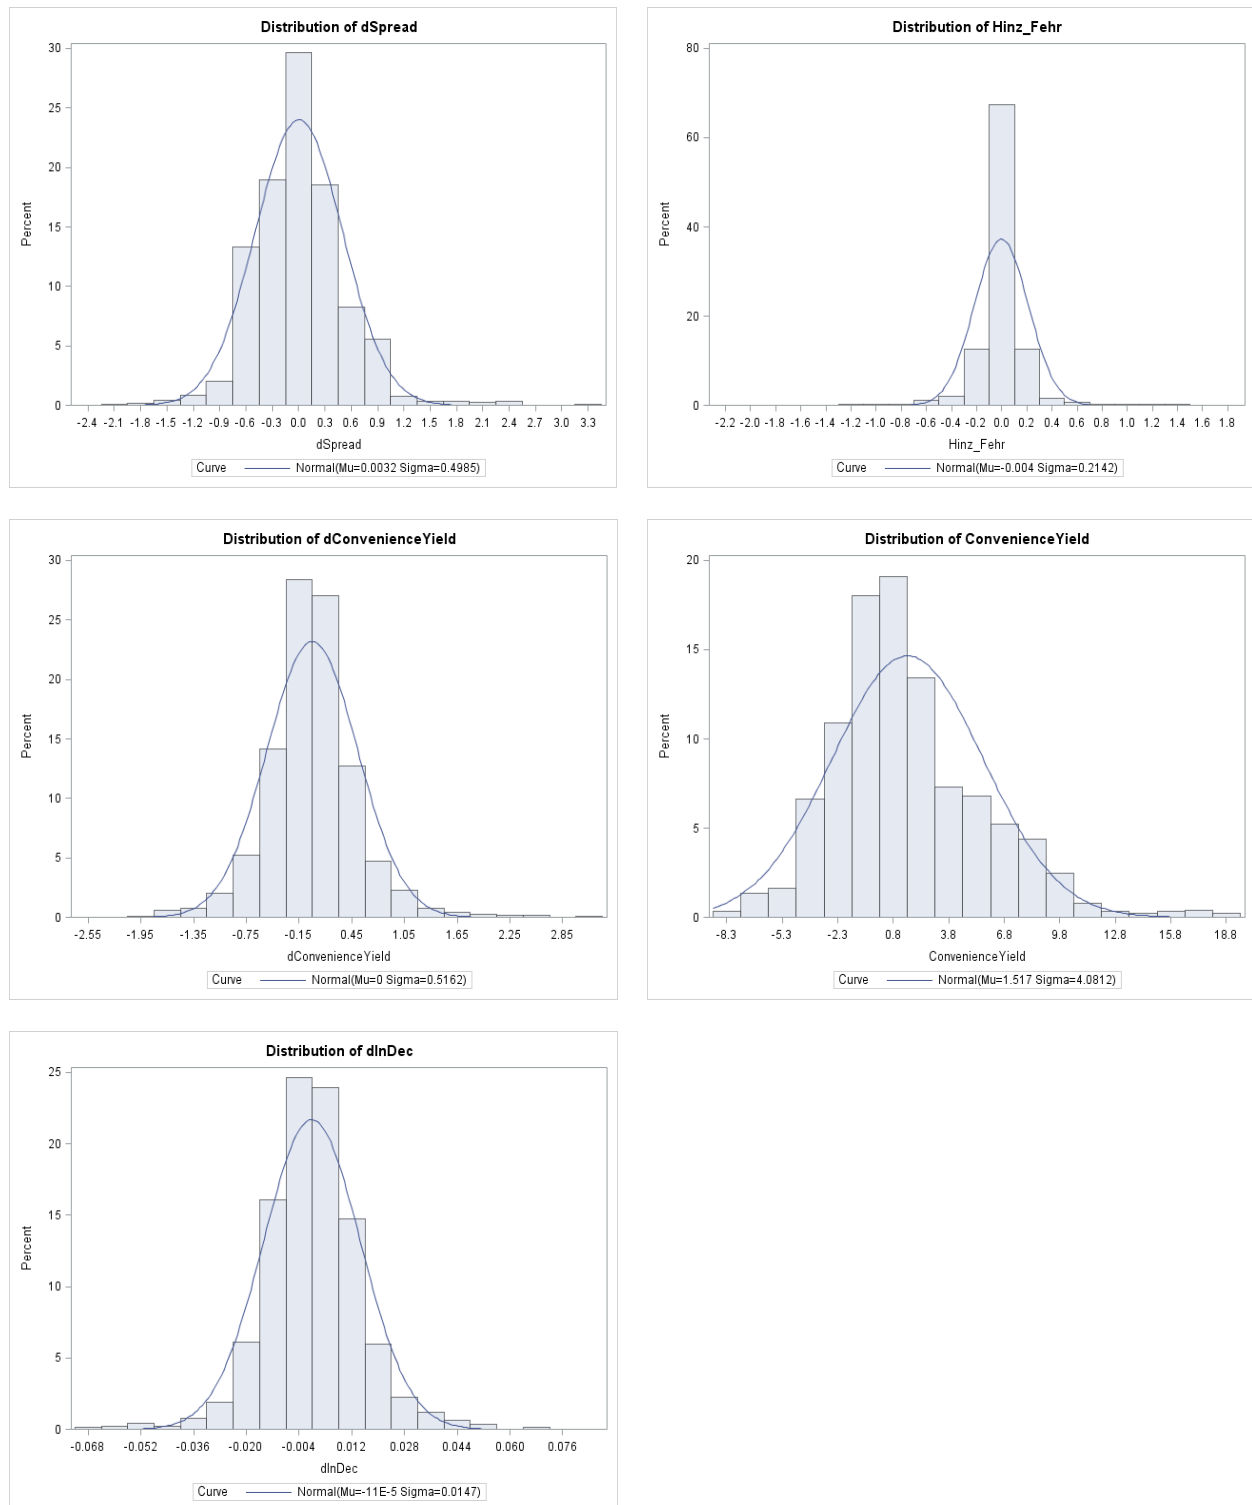 Distribution of dSpread
30
25
20
15
10
5
0
Percent
-2.4 -2.1 -1.8 -1.5 -1.2 -0.9 -0.6 -0.3 0.0 0.3 0.6 0.9 1.2 1.5 1.8 2.1 2.4 2.7 3.0 3.3
dSpread
Curve Normal(Mu=0.0032 Sigma=0.4985)
Distribution of Hinz_Fehr
80
60
40
20
0
Percent
-2.2 -2.0 -1.8 -1.6 -1.4 -1.2 -1.0 -0.8 -0.6 -0.4 -0.2 0.0 0.2 0.4 0.6 0.8 1.0 1.2 1.4 1.6 1.8
Hinz_Fehr
Curve Normal(Mu=-0.004 Sigma=0.2142)
Distribution of dConvenienceYield
30
25
20
15
10
5
0
Percent
-2.55 -1.95 -1.35 -0.75 -0.15 0.45 1.05 1.65 2.25 2.85
dConvenienceYield
Curve Normal(Mu=0 Sigma=0.5162)
Distribution of ConvenienceYield
20
15
10
5
0
Percent
-8.3 -5.3 -2.3 0.8 3.8 6.8 9.8 12.8 15.8 18.8
ConvenienceYield
Curve Normal(Mu=1.517 Sigma=4.0812)
Distribution of dlnDec
25
20
15
10
5
0
Percent
-0.068 -0.052 -0.036 -0.020 -0.004 0.012 0.028 0.044 0.060 0.076
dlnDec
Curve Normal(Mu=-11E-5 Sigma=0.0147)